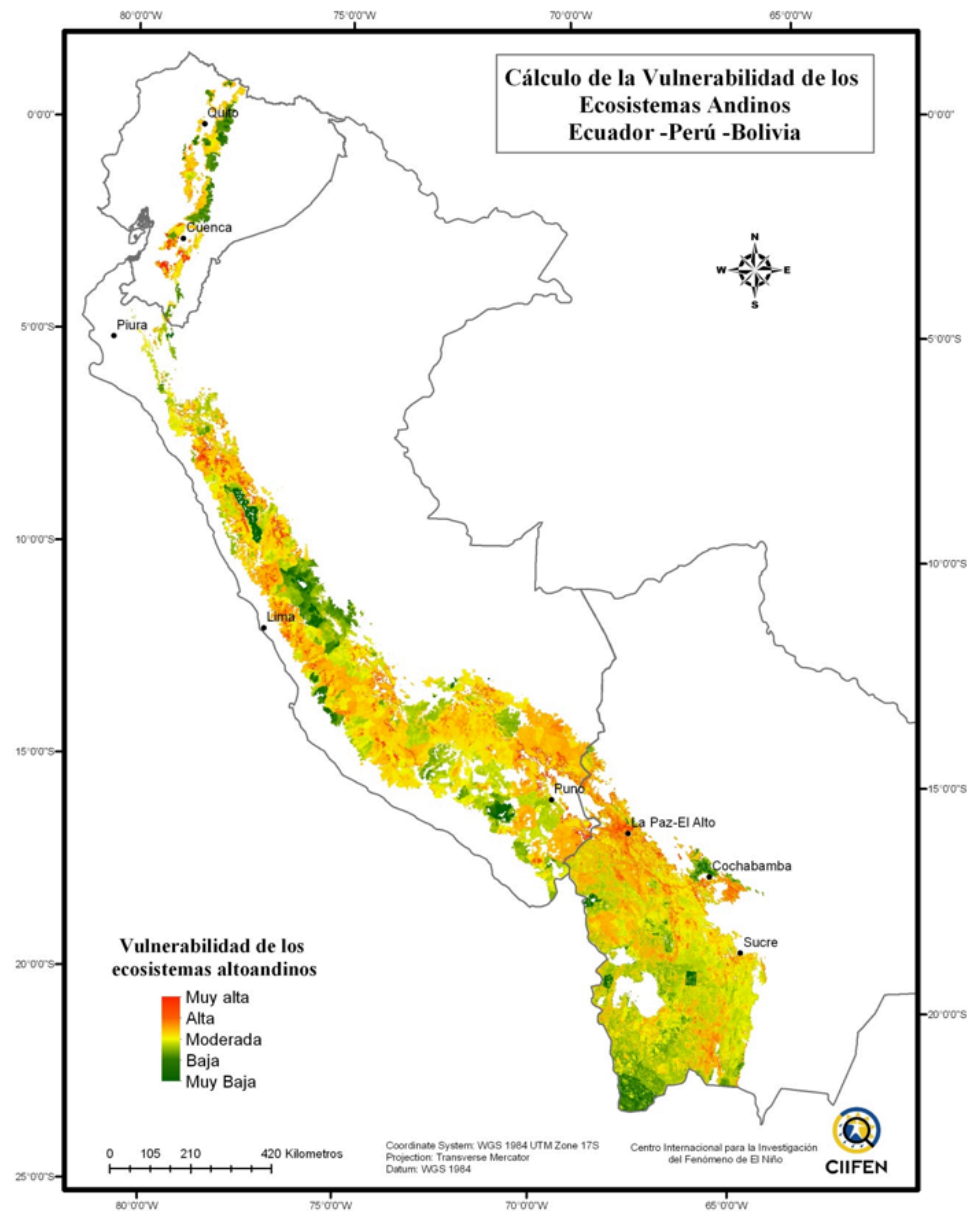 80°0'0"W
75°0'0"W
70°0'0"W
65°0'0"W
Cálculo de la Vulnerabilidad de los
Ecosistemas Andinos
Ecuador -Perú -Bolivia
0°0'0"
0°0'0"
Quito
Cuenca
N
W
E
S
5°0'0"S
5°0'0"S
Piura
10°0'0"S
10°0'0"S
Lima
15°0'0"S
15°0'0"S
Puno
La Paz-El Alto
Cochabamba
Sucre
Vulnerabilidad de los
ecosistemas altoandinos
Muy alta
Alta
Moderada
Baja
Muy Baja
20°0'0"S
20°0'0"S
0 105 210 420 Kilometros
Coordinate System: WGS 1984 UTM Zone 17S
Projection: Transverse Mercator
Datum: WGS 1984
Centro Internacional para la Investigación
del Fenómeno de El Niño
CIIFEN
25°0'0"S
80°0'0"W
75°0'0"W
70°0'0"W
65°0'0"W